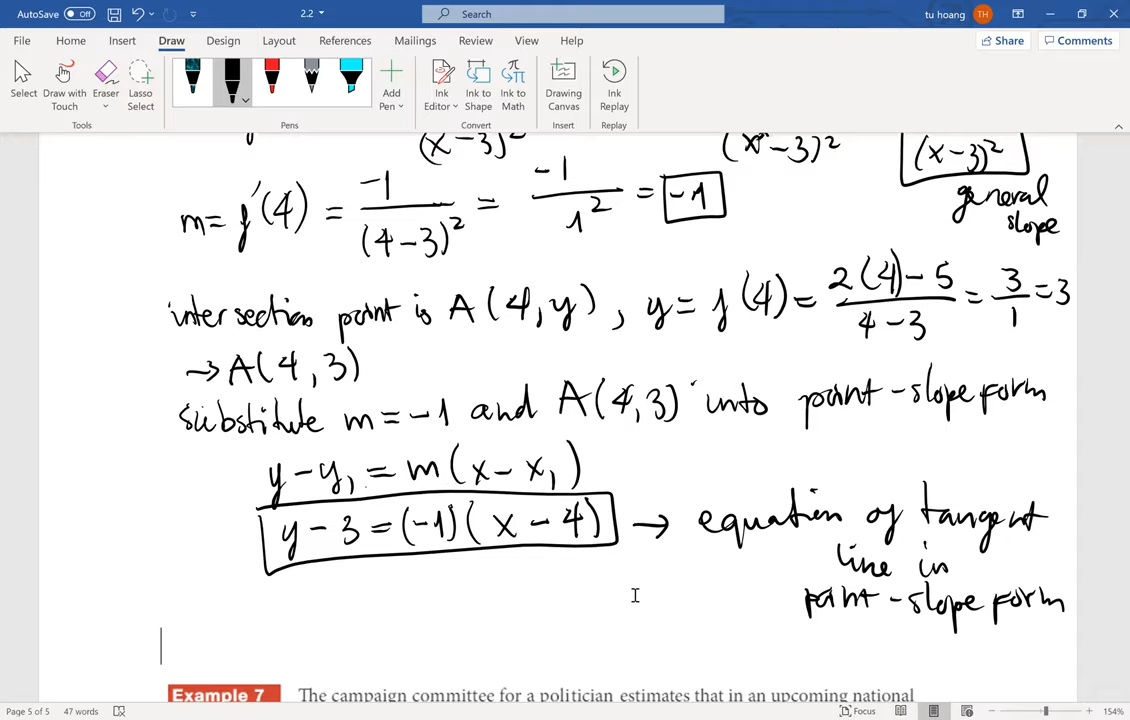 AutoSave Off 2.2 Search tu hoang TH
File Home Insert Draw Design Layout References Mailings Review View Help Share Comments
Select Draw with Touch Eraser Lasso Select Add Pen Ink Editor Ink to Shape Ink to Math Drawing Canvas Ink Replay
Tools Pens Convert Insert Replay
(x-3)² (x-3)² (x-3)²
general slope
m = f'(4) = -1/(4-3)² = -1/1² = -1
intersection point is A(4,y), y = f(4) = (2(4)-5)/(4-3) = 3/1 = 3
→ A(4,3)
substitute m = -1 and A(4,3) into point-slope form
y - y₁ = m(x - x₁)
y - 3 = (-1)(x - 4) → equation of tangent
line in
point-slope form
Example 7 The campaign committee for a politician estimates that in an upcoming national
Page 5 of 5 47 words Focus 154%